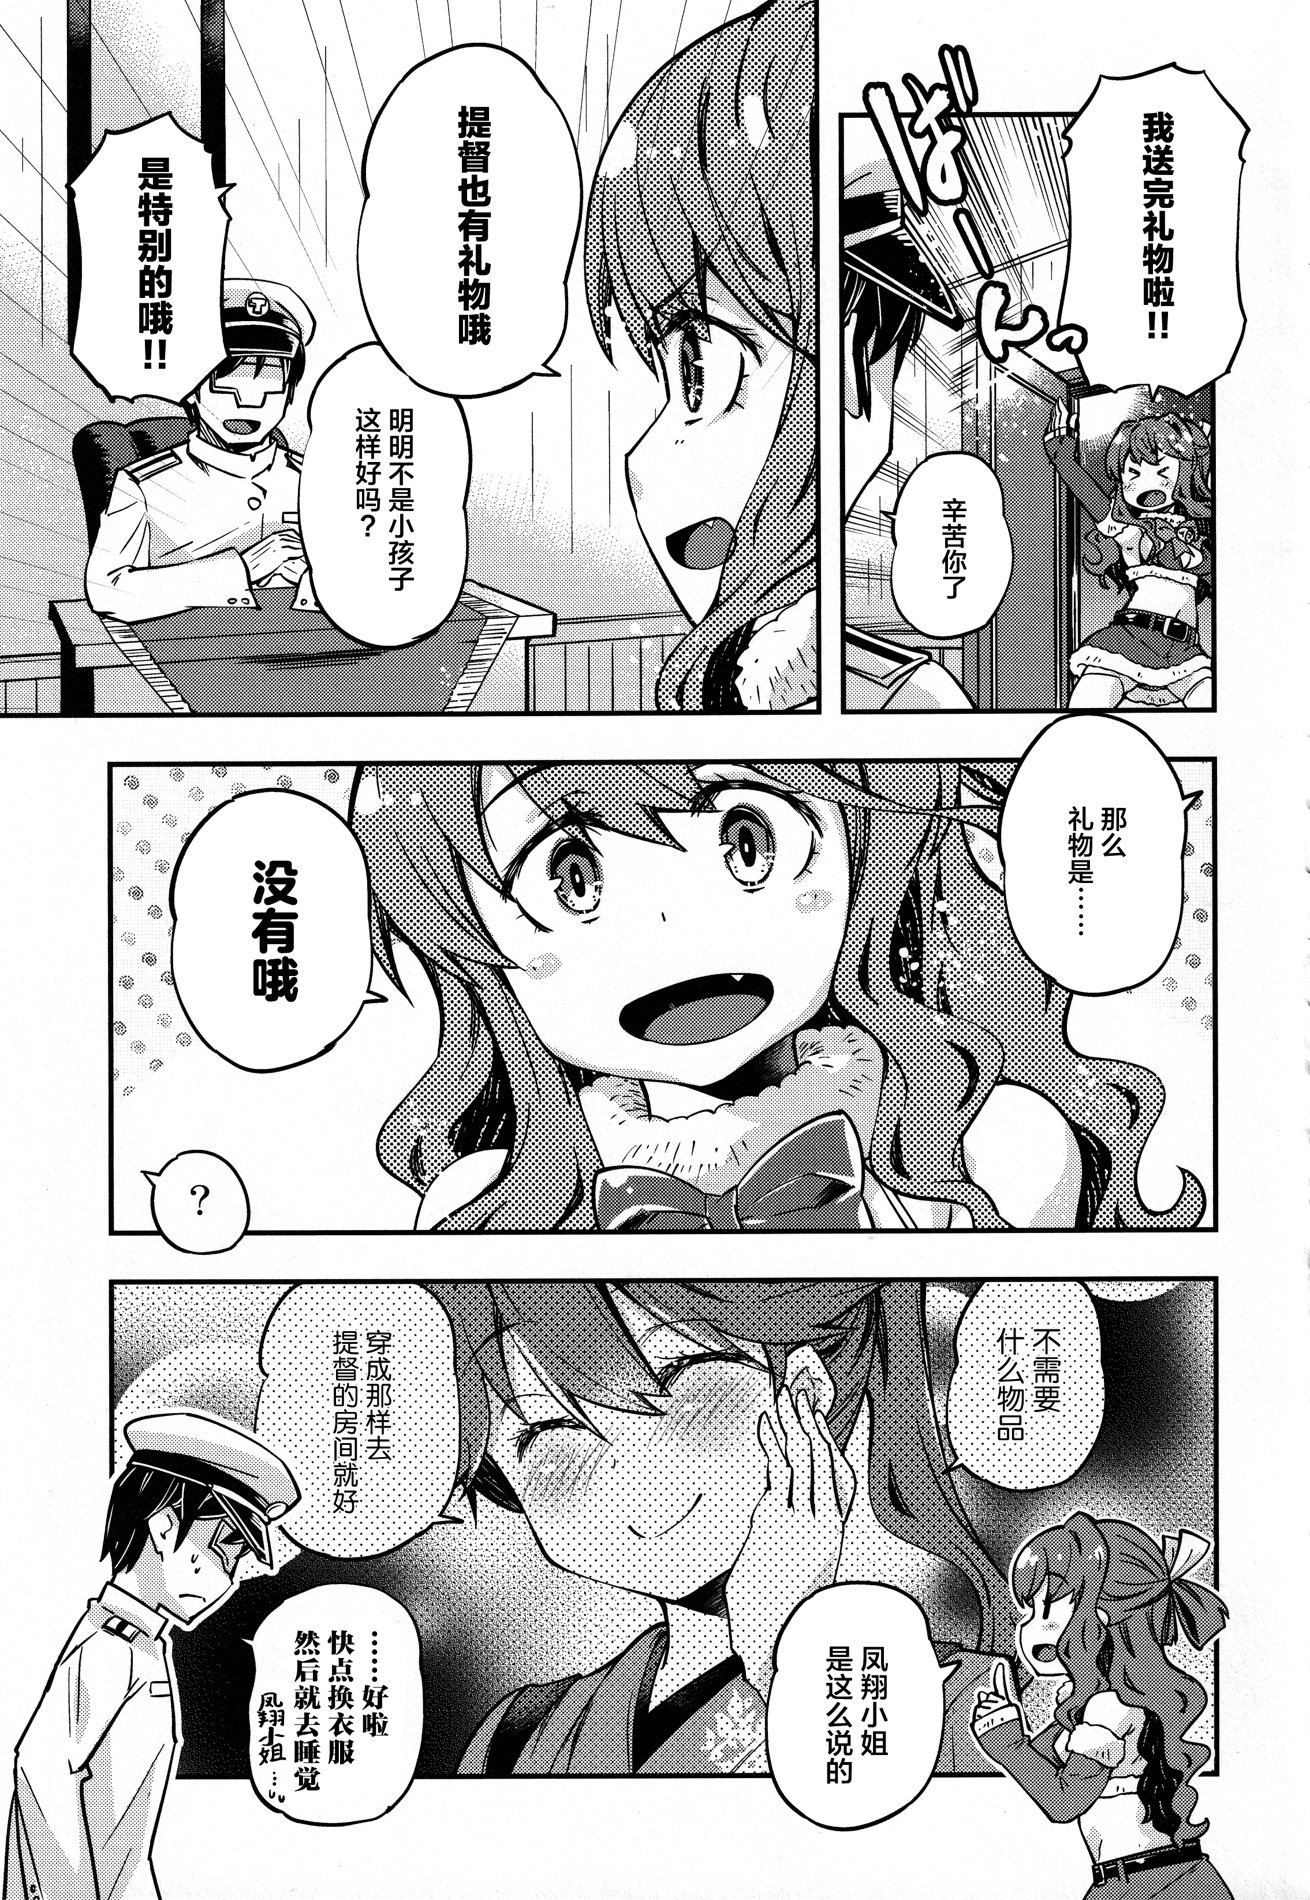 我送完礼物啦!!
ばーんっ
辛苦你了
提督也有礼物哦
明明不是小孩子
这样好吗?
是特别的哦!!
那么
礼物是……
没有哦
?
不需要
什么物品
穿成那样去
提督的房间就好
凤翔小姐
是这么说的
……好啦
快点换衣服
然后就去睡觉
凤翔小姐…